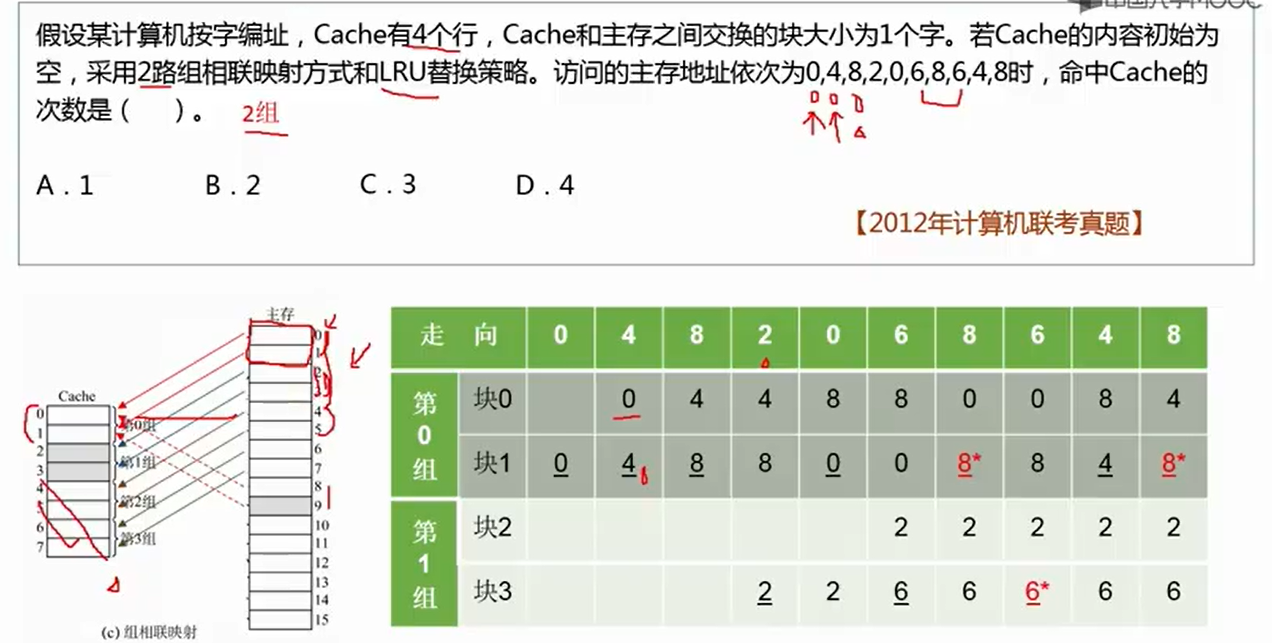 中国大学MOOC
假设某计算机按字编址，Cache有4个行，Cache和主存之间交换的块大小为1个字。若Cache的内容初始为
空，采用2路组相联映射方式和LRU替换策略。访问的主存地址依次为0,4,8,2,0,6,8,6,4,8时，命中Cache的
次数是（ ）。 2组
0 0 0
A．1 B．2 C．3 D．4
【2012年计算机联考真题】
主存
Cache
0
1
2
3
4
5
6
7
第0组
第1组
第2组
第3组
0
1
2
3
4
5
6
7
8
9
10
11
12
13
14
15
(c) 组相联映射
走 向 0 4 8 2 0 6 8 6 4 8
第0组 块0 0 4 4 8 8 0 0 8 4
块1 0 4 8 8 0 0 8* 8 4 8*
第1组 块2 2 2 2 2 2
块3 2 2 6 6 6* 6 6